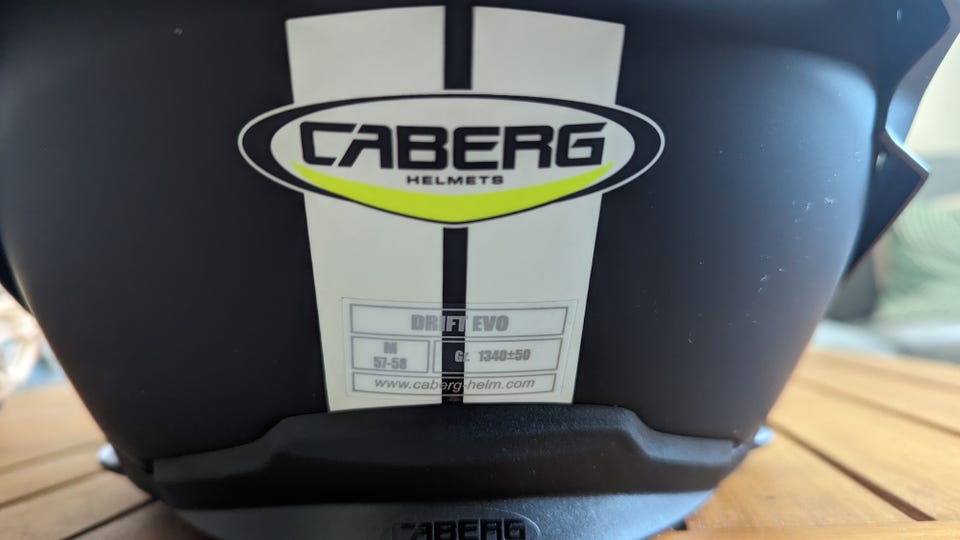 CABERG
HELMETS
DRIFT EVO
M
57-58
Gr. 1340±50
www.caberg-helm.com
CABERG